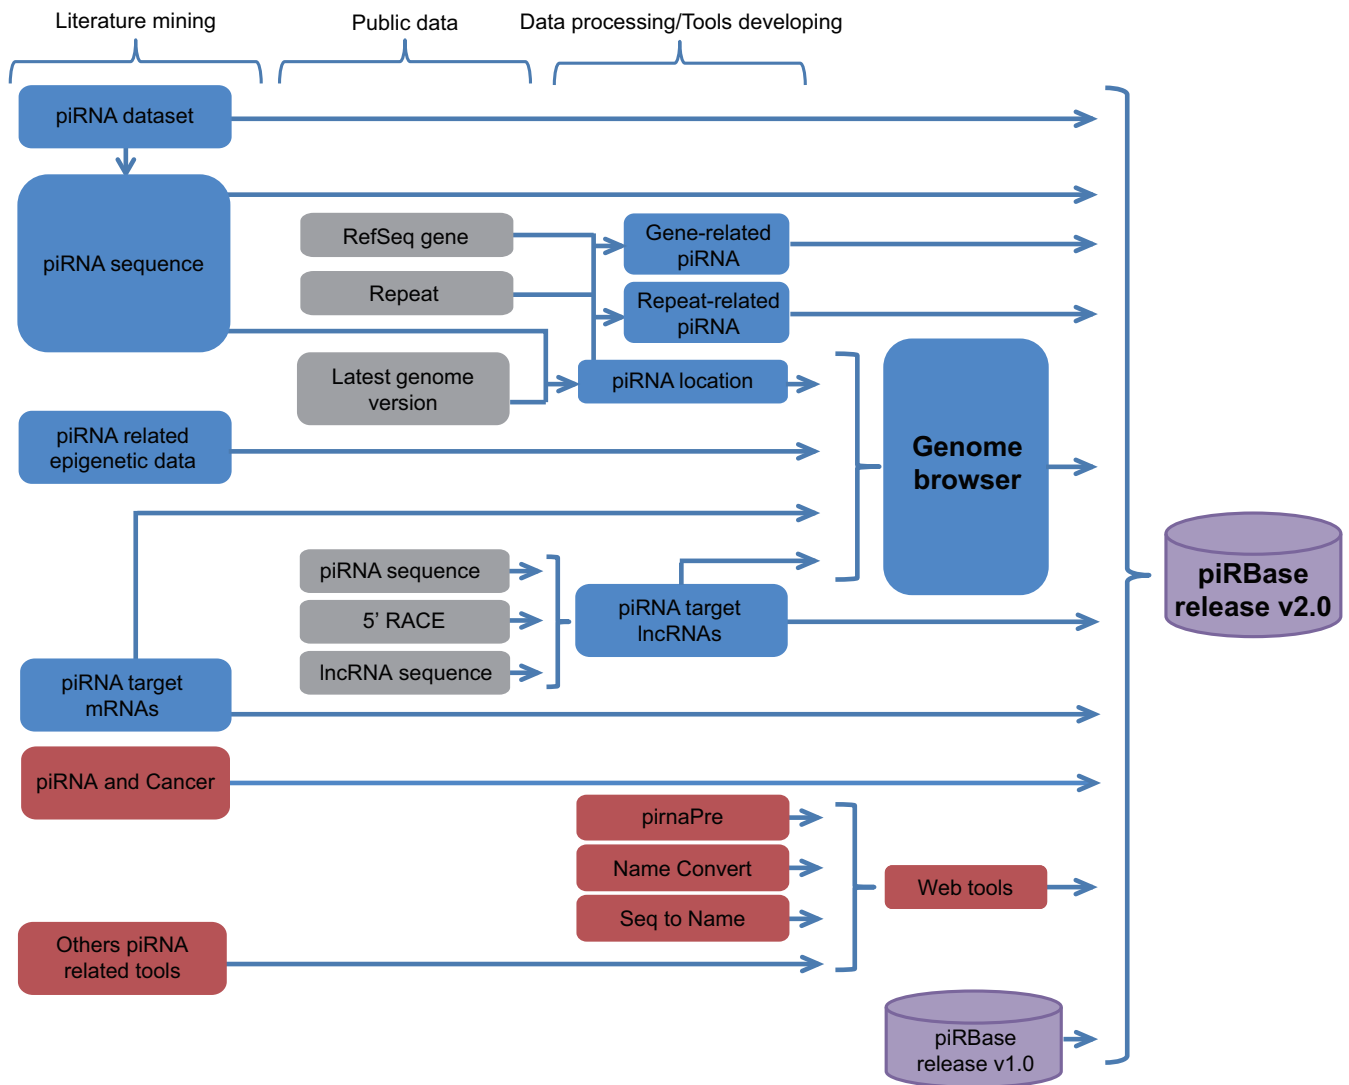 Literature mining
Public data
Data processing/Tools developing
piRNA dataset
piRNA sequence
RefSeq gene
Repeat
Latest genome
version
Gene-related
piRNA
Repeat-related
piRNA
piRNA location
piRNA related
epigenetic data
Genome
browser
piRNA sequence
5’ RACE
lncRNA sequence
piRNA target
lncRNAs
piRBase
release v2.0
piRNA target
mRNAs
piRNA and Cancer
pirnaPre
Name Convert
Seq to Name
Web tools
Others piRNA
related tools
piRBase
release v1.0